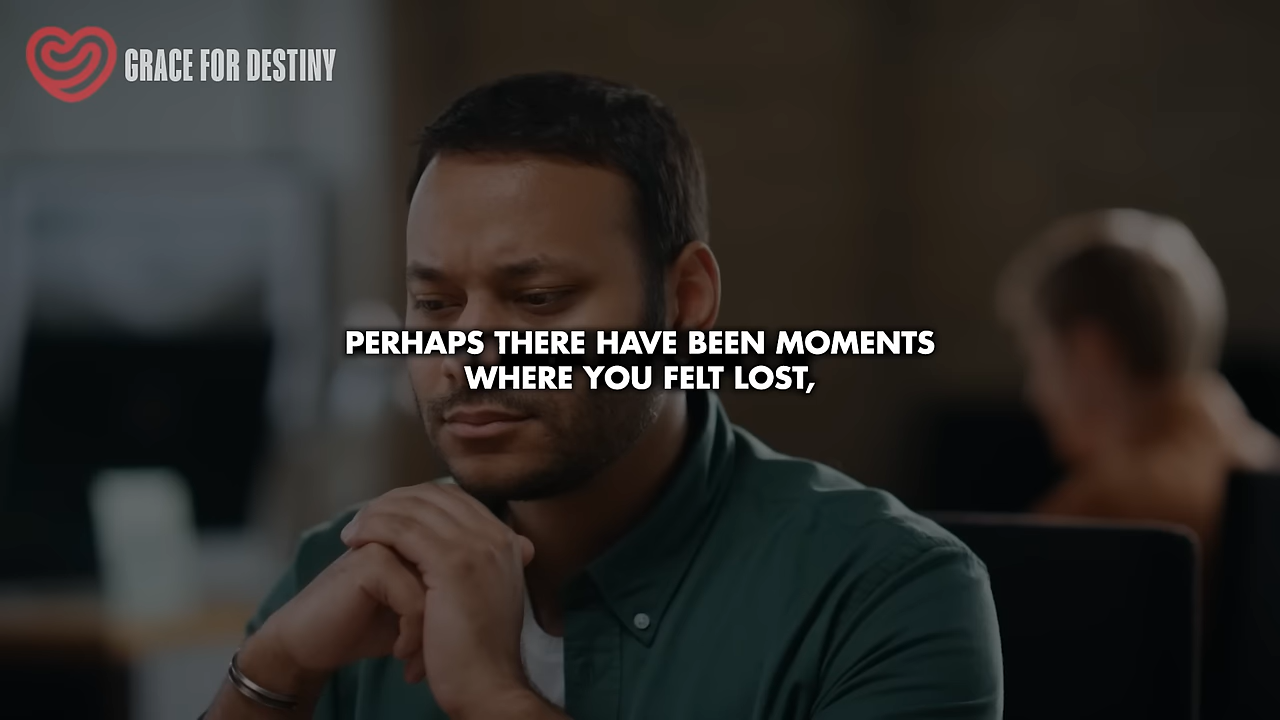 GRACE FOR DESTINY
PERHAPS THERE HAVE BEEN MOMENTS
WHERE YOU FELT LOST,